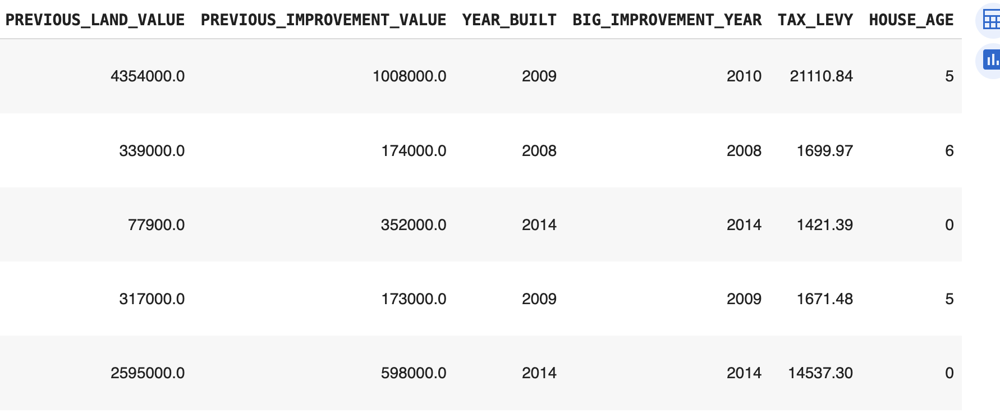 PREVIOUS_LAND_VALUE PREVIOUS_IMPROVEMENT_VALUE YEAR_BUILT BIG_IMPROVEMENT_YEAR TAX_LEVY HOUSE_AGE
4354000.0 1008000.0 2009 2010 21110.84 5
339000.0 174000.0 2008 2008 1699.97 6
77900.0 352000.0 2014 2014 1421.39 0
317000.0 173000.0 2009 2009 1671.48 5
2595000.0 598000.0 2014 2014 14537.30 0